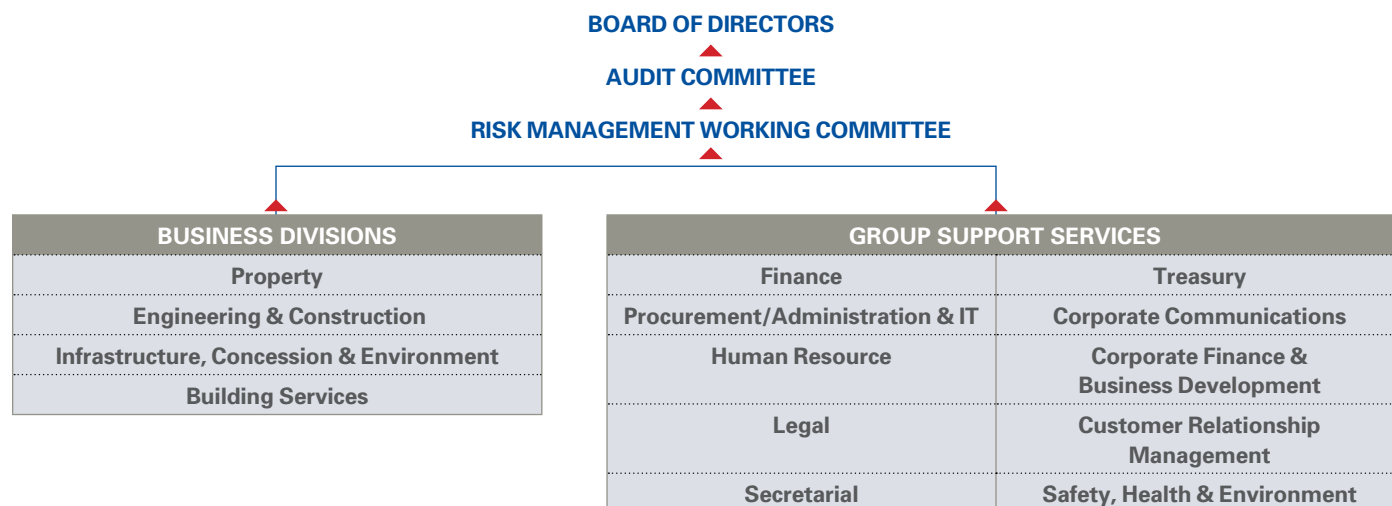 BOARD OF DIRECTORS
AUDIT COMMITTEE
RISK MANAGEMENT WORKING COMMITTEE
BUSINESS DIVISIONS
Property
Engineering & Construction
Infrastructure, Concession & Environment
Building Services
GROUP SUPPORT SERVICES
Finance
Treasury
Procurement/Administration & IT
Corporate Communications
Human Resource
Corporate Finance &
Business Development
Legal
Customer Relationship
Management
Secretarial
Safety, Health & Environment